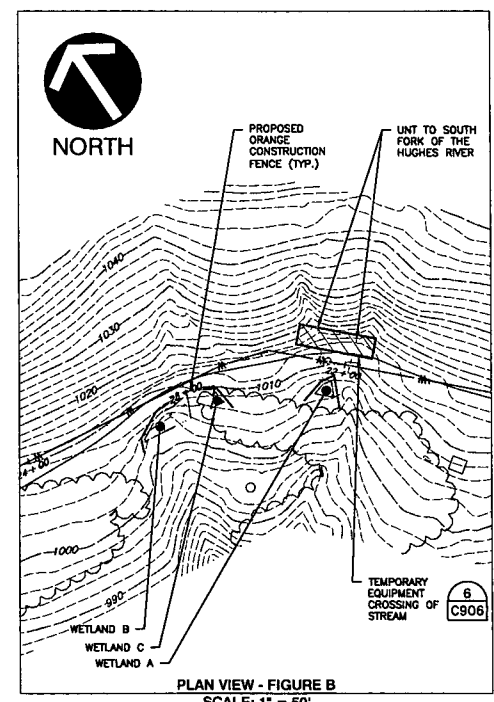 NORTH
PROPOSED
ORANGE
CONSTRUCTION
FENCE (TYP.)
UNT TO SOUTH
FORK OF THE
HUGHES RIVER
1040
1030
1020
1010
22+00
1000
990
TEMPORARY
EQUIPMENT
CROSSING OF
STREAM
6
C906
WETLAND B
WETLAND C
WETLAND A
PLAN VIEW - FIGURE B
SCALE: 1" = 50'